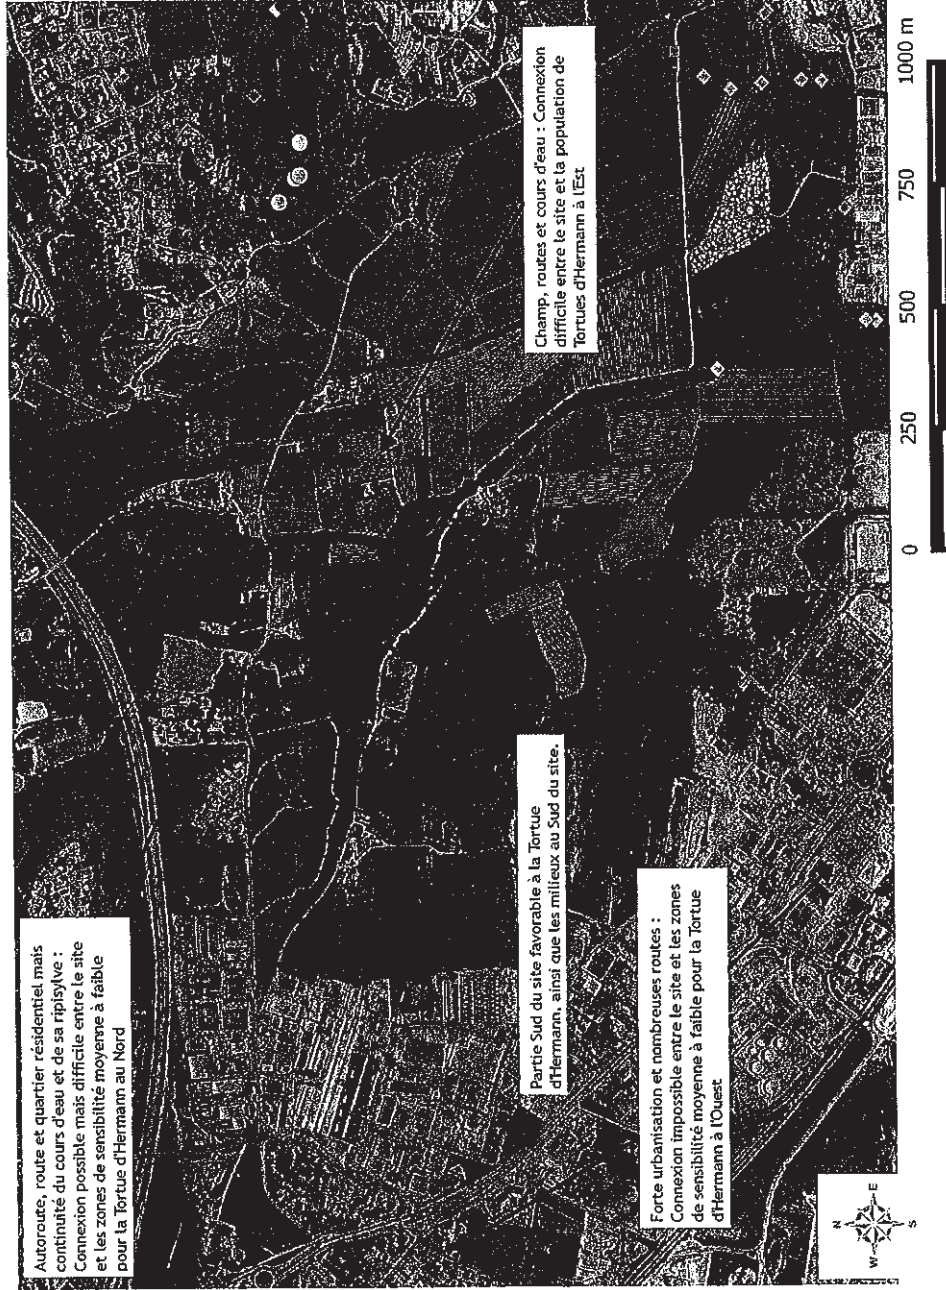 Autoroute, route et quartier résidentiel mais
continuité du cours d'eau et de sa ripisylve :
Connexion possible mais difficile entre le site
et les zones de sensibilité moyenne à faible
pour la Tortue d'Hermann au Nord
Champ, routes et cours d'eau : Connexion
difficile entre le site et la population de
Tortues d'Hermann à l'Est
Partie Sud du site favorable à la Tortue
d'Hermann, ainsi que les milieux au Sud du site.
Forte urbanisation et nombreuses routes :
Connexion impossible entre le site et les zones
de sensibilité moyenne à faible pour la Tortue
d'Hermann à l'Ouest
N
W
E
S
0 250 500 750 1000 m